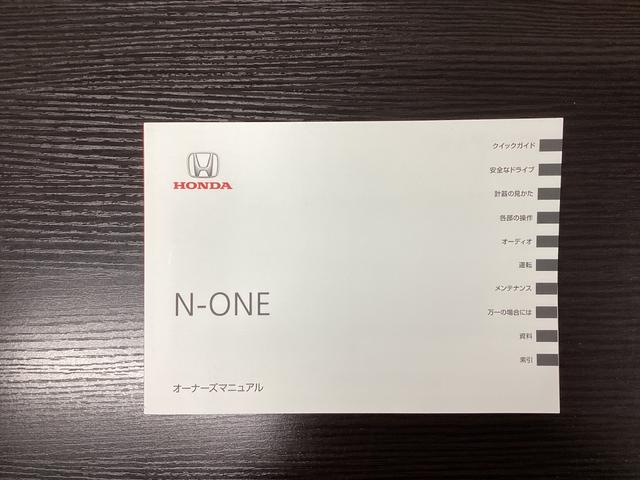 HONDA
N-ONE
オーナーズマニュアル
クイックガイド
安全なドライブ
計器の見かた
各部の操作
オーディオ
運転
メンテナンス
万一の場合には
資料
索引